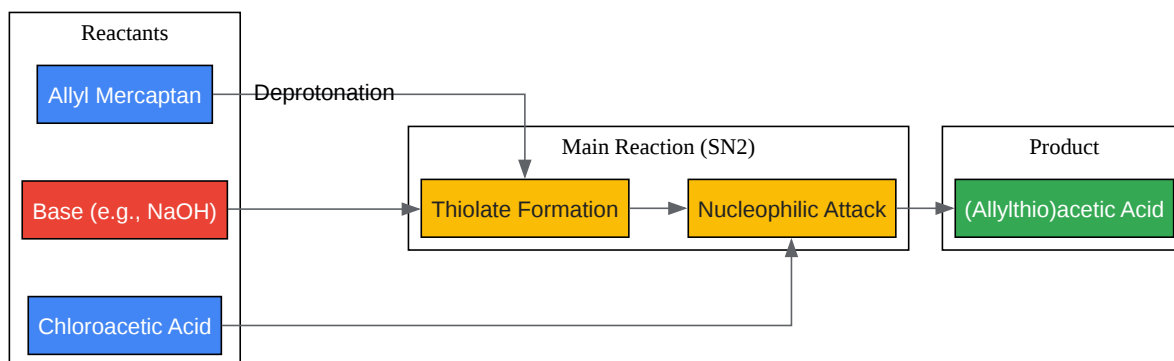 Reactants
Allyl Mercaptan
Deprotonation
Base (e.g., NaOH)
Chloroacetic Acid
Main Reaction (SN2)
Thiolate Formation
Nucleophilic Attack
Product
(Allylthio)acetic Acid